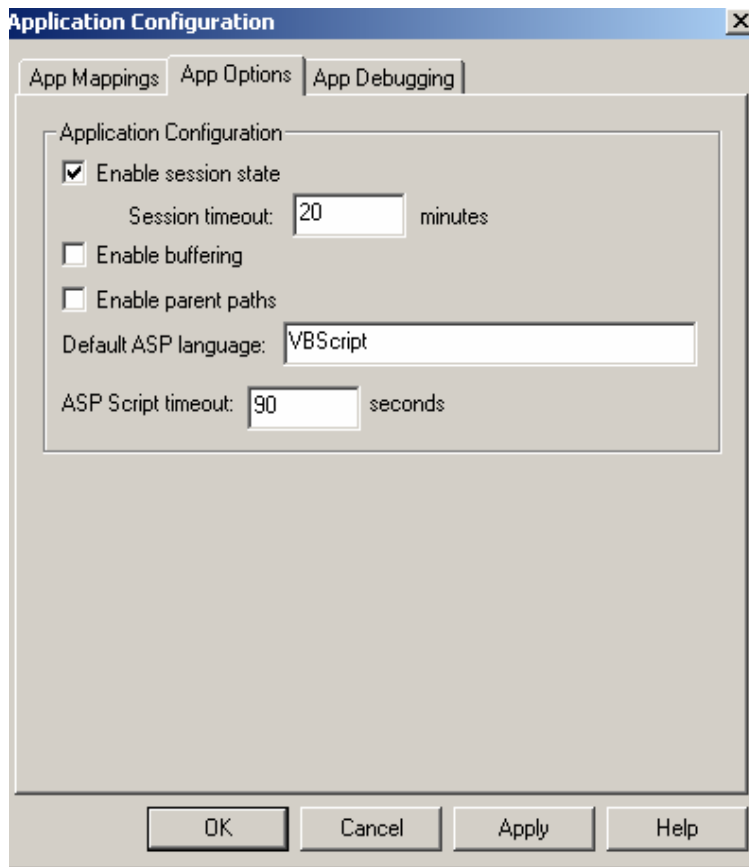 Application Configuration
App Mappings App Options App Debugging
Application Configuration
Enable session state
Session timeout: 20 minutes
Enable buffering
Enable parent paths
Default ASP language: VBScript
ASP Script timeout: 90 seconds
OK Cancel Apply Help